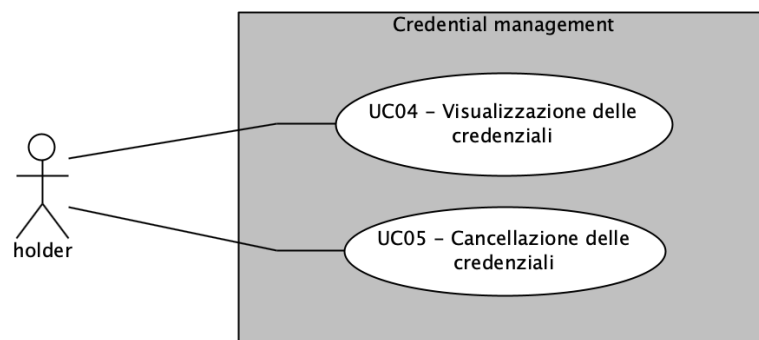 Credential management
UC04 – Visualizzazione delle
credenziali
holder
UC05 – Cancellazione delle
credenziali